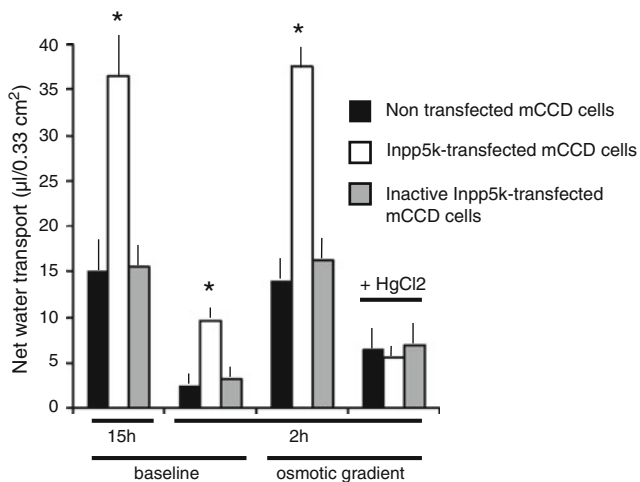 Net water transport (µl/0.33 cm²)
40
35
30
25
20
15
10
5
0
*
*
*
Non transfected mCCD cells
Inpp5k-transfected mCCD cells
Inactive Inpp5k-transfected
mCCD cells
+ HgCl2
15h
2h
baseline
osmotic gradient